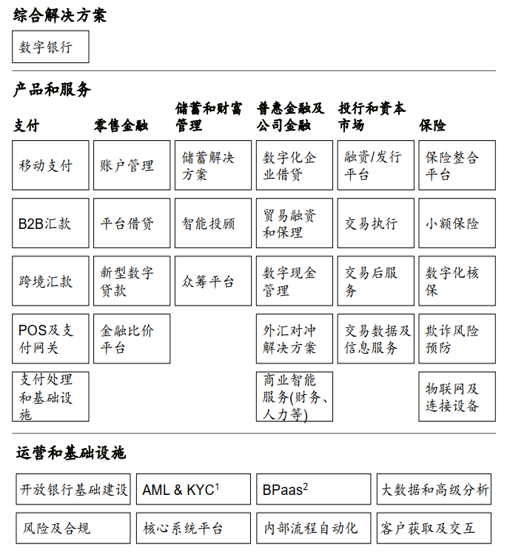 综合解决方案
数字银行
产品和服务
支付
零售金融
储蓄和财富
管理
普惠金融及
公司金融
投行和资本
市场
保险
移动支付
账户管理
储蓄解决
方案
数字化企
业借贷
融资/发行
平台
保险整合
平台
B2B汇款
平台借贷
智能投顾
贸易融资
和保理
交易执行
小额保险
跨境汇款
新型数字
贷款
众筹平台
数字现金
管理
交易后服
务
数字化核
保
POS及支
付网关
金融比价
平台
外汇对冲
解决方案
交易数据及
信息服务
欺诈风险
预防
支付处理
和基础设
施
商业智能
服务(财务、
人力等)
物联网及
连接设备
运营和基础设施
开放银行基础建设
AML & KYC¹
BPaas²
大数据和高级分析
风险及合规
核心系统平台
内部流程自动化
客户获取及交互